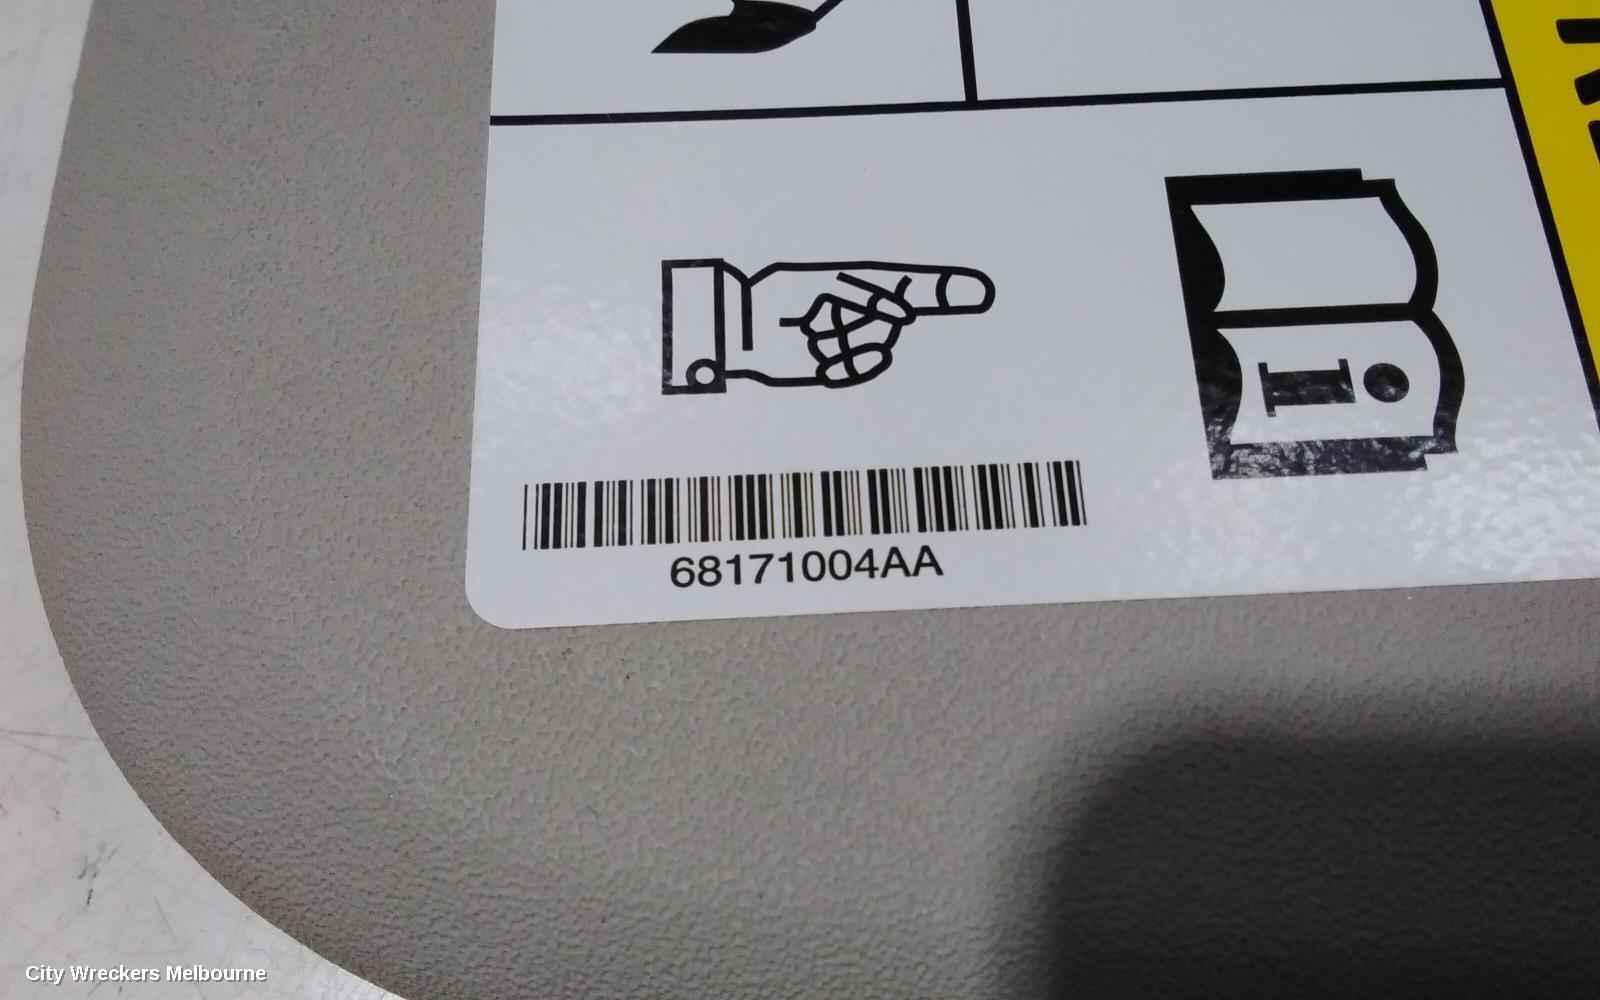 i
68171004AA
City Wreckers Melbourne